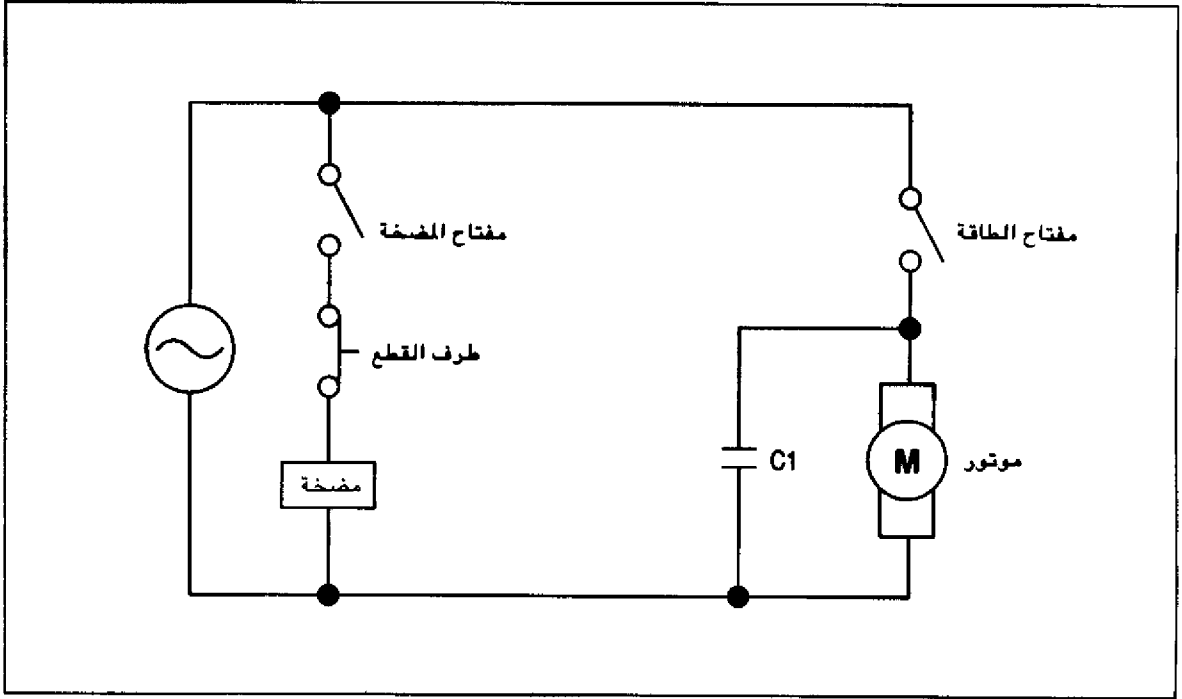 مفتاح المضخة
مفتاح الطاقة
طرف القطع
C1
M
موتور
مضخة